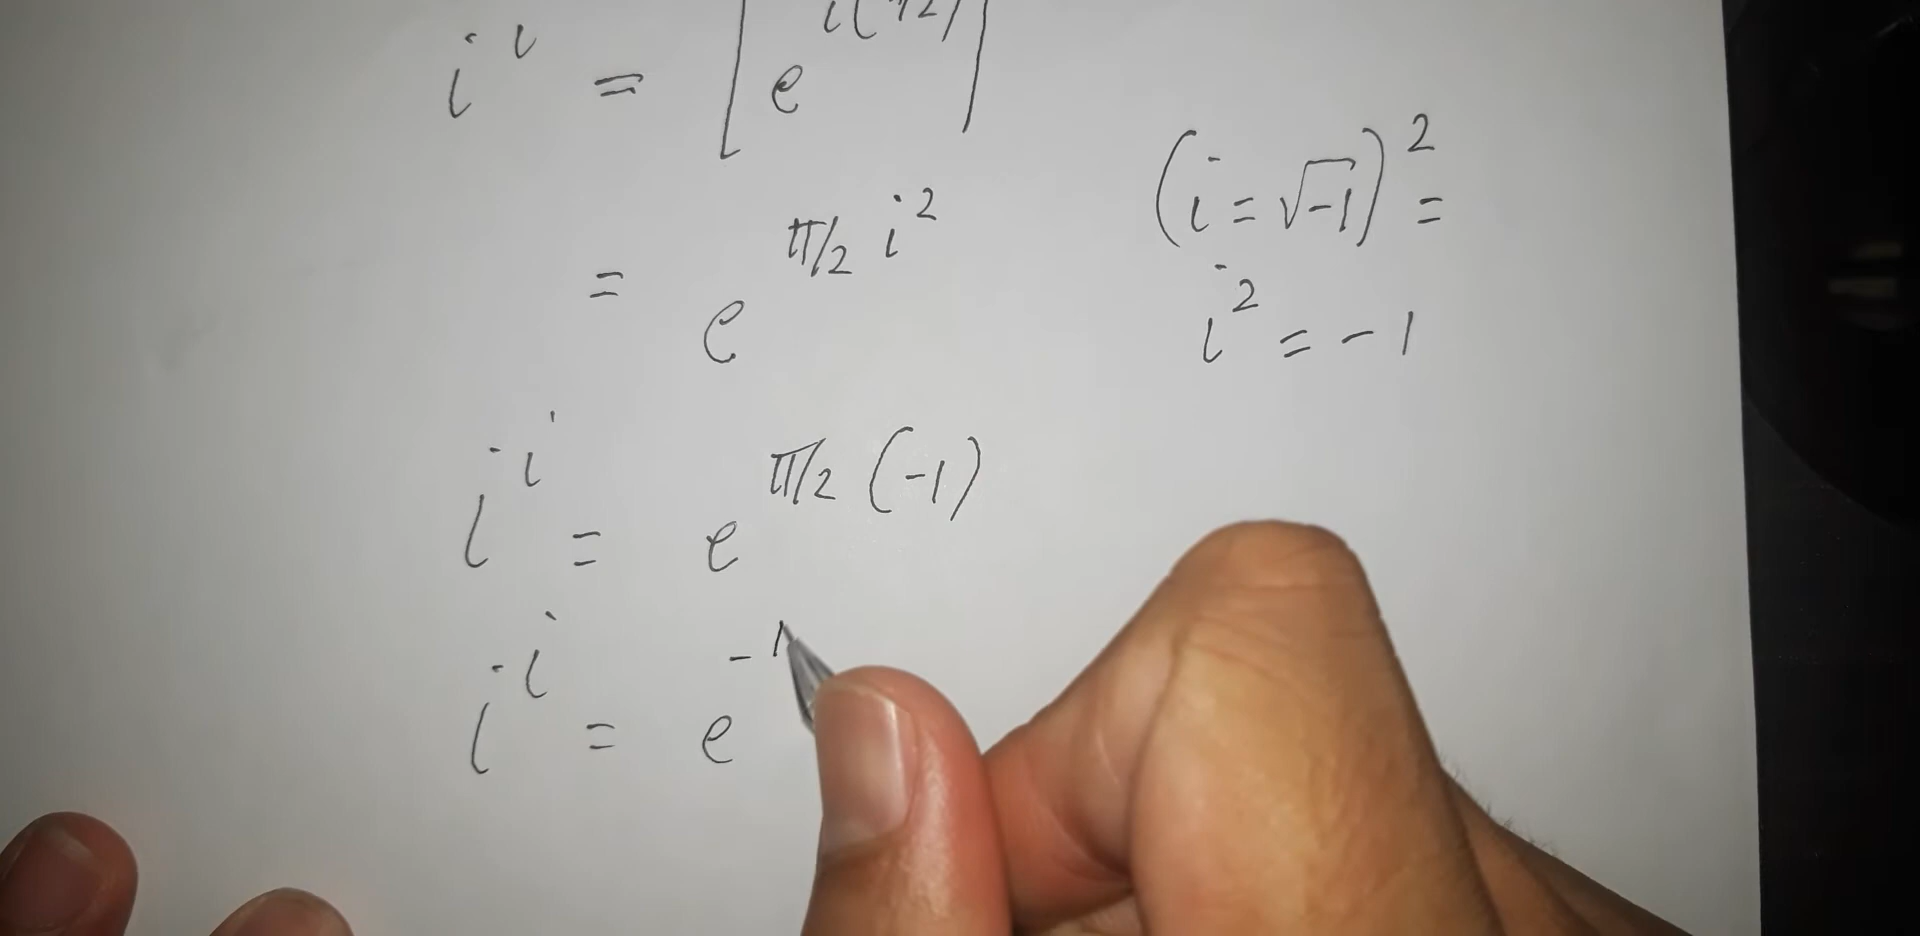 i^i = [e^i(π/2)]
= e^π/2 i^2
(i = √-1)^2 =
i^2 = -1
i^i = e^π/2 (-1)
i^i = e^-